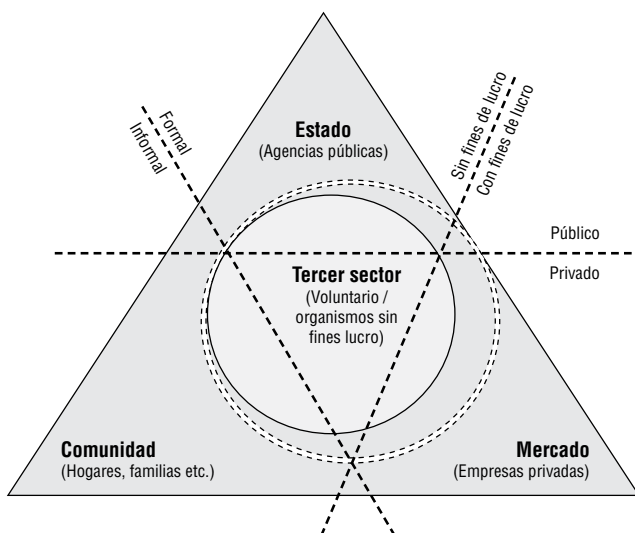 Formal
Informal
Sin fines de lucro
Con fines de lucro
Estado
(Agencias públicas)
Público
Privado
Tercer sector
(Voluntario /
organismos sin
fines lucro)
Comunidad
(Hogares, familias etc.)
Mercado
(Empresas privadas)